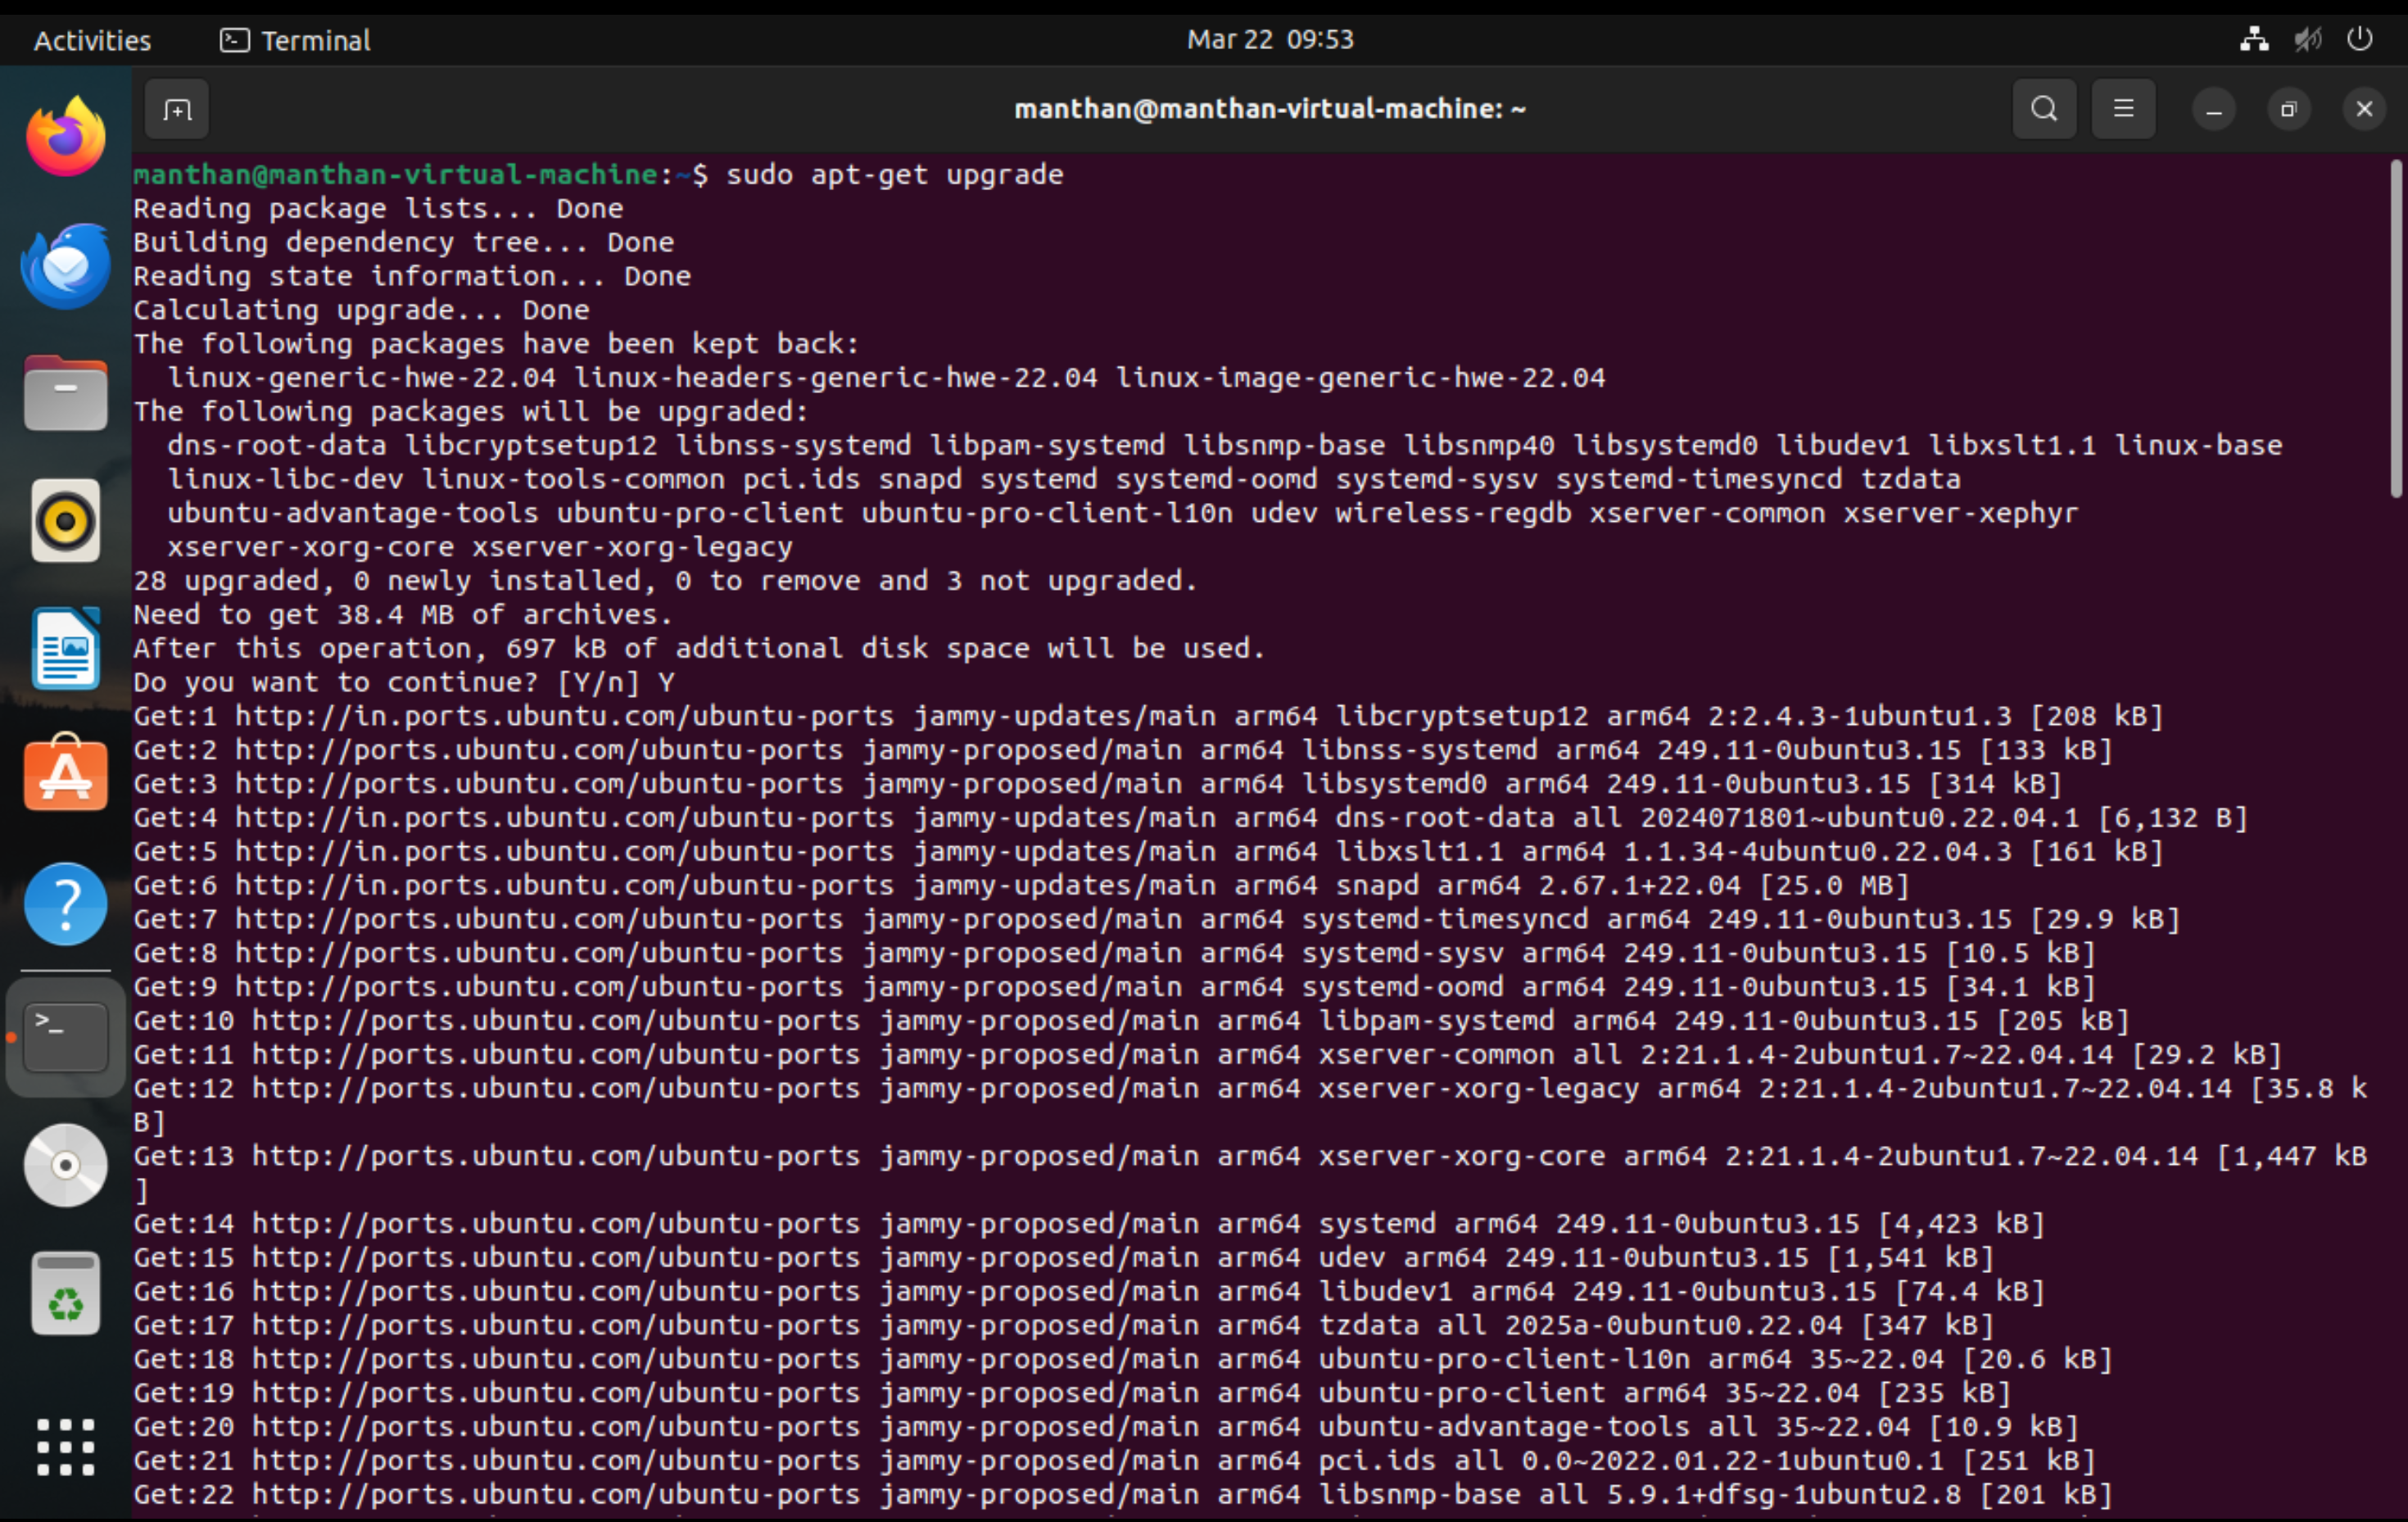 Activities Terminal Mar 22 09:53
manthan@manthan-virtual-machine: ~
manthan@manthan-virtual-machine:~$ sudo apt-get upgrade
Reading package lists... Done
Building dependency tree... Done
Reading state information... Done
Calculating upgrade... Done
The following packages have been kept back:
  linux-generic-hwe-22.04 linux-headers-generic-hwe-22.04 linux-image-generic-hwe-22.04
The following packages will be upgraded:
  dns-root-data libcryptsetup12 libnss-systemd libpam-systemd libsnmp-base libsnmp40 libsystemd0 libudev1 libxslt1.1 linux-base
  linux-libc-dev linux-tools-common pci.ids snapd systemd systemd-oomd systemd-sysv systemd-timesyncd tzdata
  ubuntu-advantage-tools ubuntu-pro-client ubuntu-pro-client-l10n udev wireless-regdb xserver-common xserver-xephyr
  xserver-xorg-core xserver-xorg-legacy
28 upgraded, 0 newly installed, 0 to remove and 3 not upgraded.
Need to get 38.4 MB of archives.
After this operation, 697 kB of additional disk space will be used.
Do you want to continue? [Y/n] Y
Get:1 http://in.ports.ubuntu.com/ubuntu-ports jammy-updates/main arm64 libcryptsetup12 arm64 2:2.4.3-1ubuntu1.3 [208 kB]
Get:2 http://ports.ubuntu.com/ubuntu-ports jammy-proposed/main arm64 libnss-systemd arm64 249.11-0ubuntu3.15 [133 kB]
Get:3 http://ports.ubuntu.com/ubuntu-ports jammy-proposed/main arm64 libsystemd0 arm64 249.11-0ubuntu3.15 [314 kB]
Get:4 http://in.ports.ubuntu.com/ubuntu-ports jammy-updates/main arm64 dns-root-data all 2024071801~ubuntu0.22.04.1 [6,132 B]
Get:5 http://in.ports.ubuntu.com/ubuntu-ports jammy-updates/main arm64 libxslt1.1 arm64 1.1.34-4ubuntu0.22.04.3 [161 kB]
Get:6 http://in.ports.ubuntu.com/ubuntu-ports jammy-updates/main arm64 snapd arm64 2.67.1+22.04 [25.0 MB]
Get:7 http://ports.ubuntu.com/ubuntu-ports jammy-proposed/main arm64 systemd-timesyncd arm64 249.11-0ubuntu3.15 [29.9 kB]
Get:8 http://ports.ubuntu.com/ubuntu-ports jammy-proposed/main arm64 systemd-sysv arm64 249.11-0ubuntu3.15 [10.5 kB]
Get:9 http://ports.ubuntu.com/ubuntu-ports jammy-proposed/main arm64 systemd-oomd arm64 249.11-0ubuntu3.15 [34.1 kB]
Get:10 http://ports.ubuntu.com/ubuntu-ports jammy-proposed/main arm64 libpam-systemd arm64 249.11-0ubuntu3.15 [205 kB]
Get:11 http://ports.ubuntu.com/ubuntu-ports jammy-proposed/main arm64 xserver-common all 2:21.1.4-2ubuntu1.7~22.04.14 [29.2 kB]
Get:12 http://ports.ubuntu.com/ubuntu-ports jammy-proposed/main arm64 xserver-xorg-legacy arm64 2:21.1.4-2ubuntu1.7~22.04.14 [35.8 k
B]
Get:13 http://ports.ubuntu.com/ubuntu-ports jammy-proposed/main arm64 xserver-xorg-core arm64 2:21.1.4-2ubuntu1.7~22.04.14 [1,447 kB
]
Get:14 http://ports.ubuntu.com/ubuntu-ports jammy-proposed/main arm64 systemd arm64 249.11-0ubuntu3.15 [4,423 kB]
Get:15 http://ports.ubuntu.com/ubuntu-ports jammy-proposed/main arm64 udev arm64 249.11-0ubuntu3.15 [1,541 kB]
Get:16 http://ports.ubuntu.com/ubuntu-ports jammy-proposed/main arm64 libudev1 arm64 249.11-0ubuntu3.15 [74.4 kB]
Get:17 http://ports.ubuntu.com/ubuntu-ports jammy-proposed/main arm64 tzdata all 2025a-0ubuntu0.22.04 [347 kB]
Get:18 http://ports.ubuntu.com/ubuntu-ports jammy-proposed/main arm64 ubuntu-pro-client-l10n arm64 35~22.04 [20.6 kB]
Get:19 http://ports.ubuntu.com/ubuntu-ports jammy-proposed/main arm64 ubuntu-pro-client arm64 35~22.04 [235 kB]
Get:20 http://ports.ubuntu.com/ubuntu-ports jammy-proposed/main arm64 ubuntu-advantage-tools all 35~22.04 [10.9 kB]
Get:21 http://ports.ubuntu.com/ubuntu-ports jammy-proposed/main arm64 pci.ids all 0.0~2022.01.22-1ubuntu0.1 [251 kB]
Get:22 http://ports.ubuntu.com/ubuntu-ports jammy-proposed/main arm64 libsnmp-base all 5.9.1+dfsg-1ubuntu2.8 [201 kB]